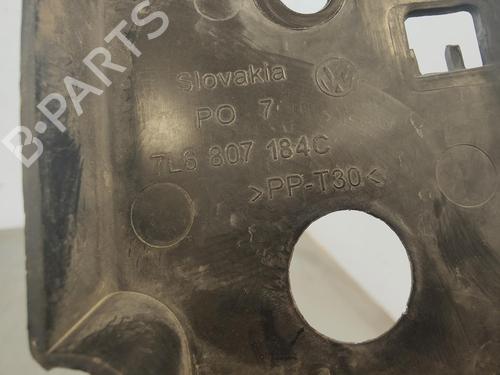 B-PARTS
Slovakia
PO 7
7L6 807 184C
>PP-T30<